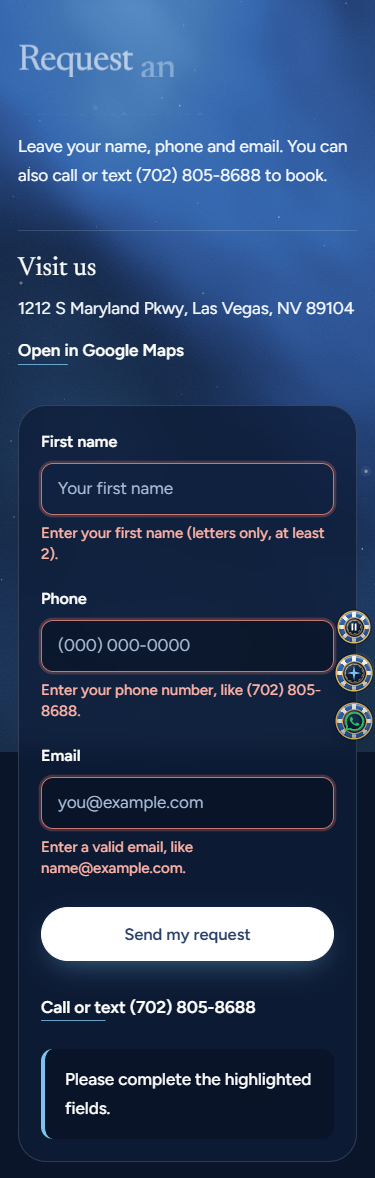 Request an
Leave your name, phone and email. You can
also call or text (702) 805-8688 to book.
Visit us
1212 S Maryland Pkwy, Las Vegas, NV 89104
Open in Google Maps
First name
Your first name
Enter your first name (letters only, at least
2).
Phone
(000) 000-0000
Enter your phone number, like (702) 805-
8688.
Email
you@example.com
Enter a valid email, like
name@example.com.
Send my request
Call or text (702) 805-8688
Please complete the highlighted
fields.